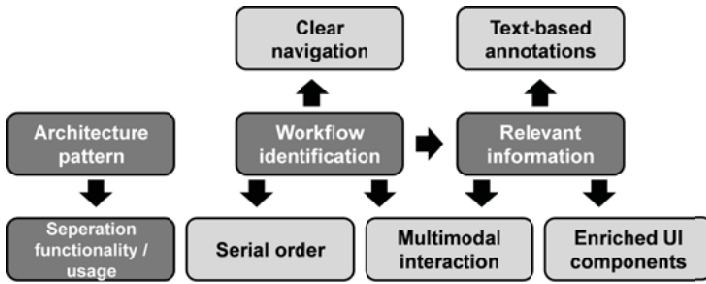 Clear
navigation
Text-based
annotations
Architecture
pattern
Workflow
identification
Relevant
information
Seperation
functionality /
usage
Serial order
Multimodal
interaction
Enriched UI
components